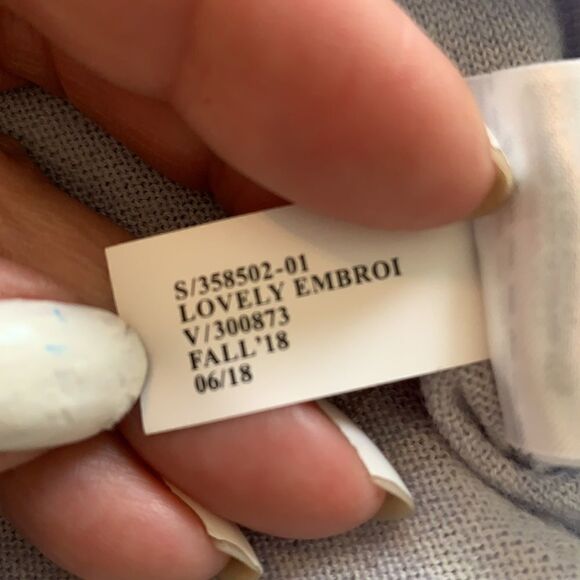 S/358502-01
LOVELY EMBROI
V/300873
FALL'18
06/18